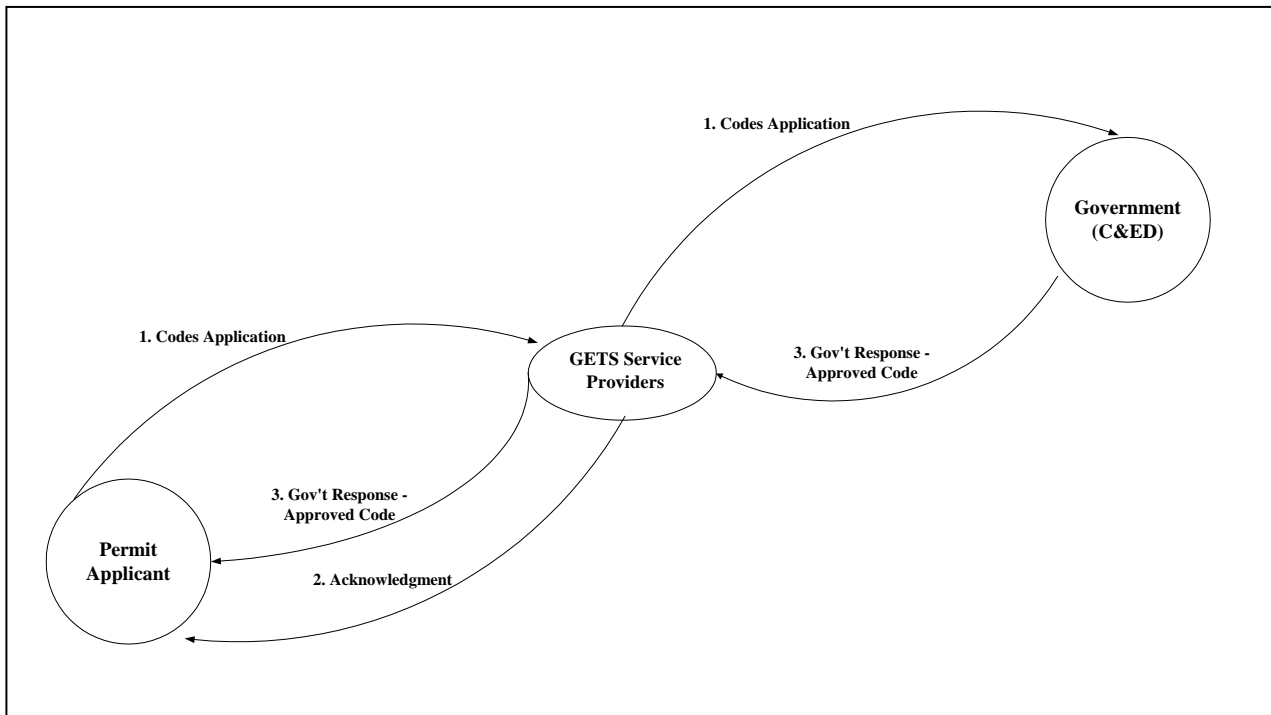 1. Codes Application
Government
(C&ED)
1. Codes Application
GETS Service
Providers
3. Gov't Response -
Approved Code
3. Gov't Response -
Approved Code
Permit
Applicant
2. Acknowledgment